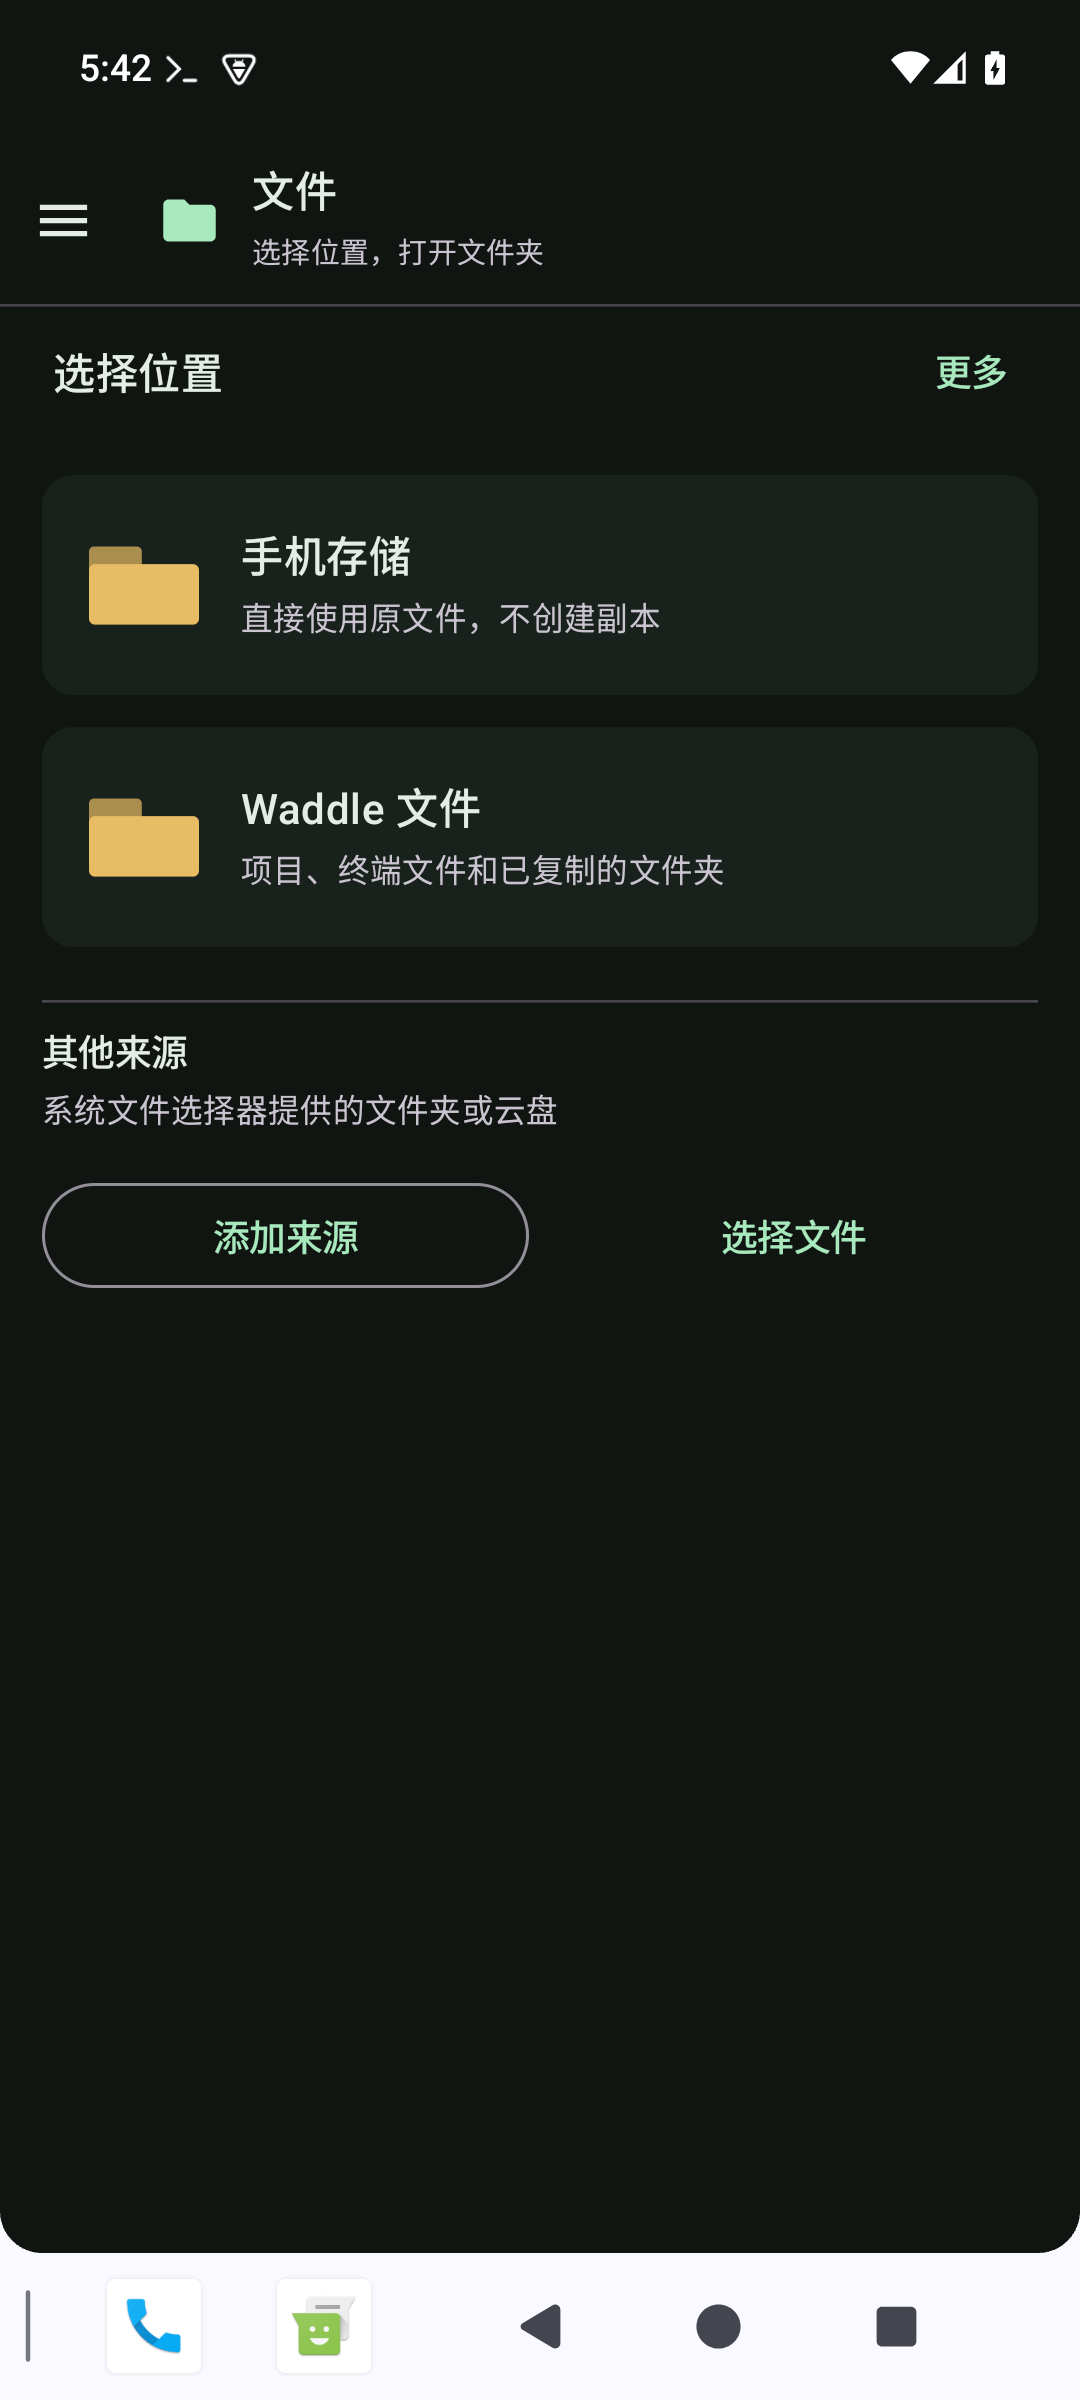 5:42
文件
选择位置，打开文件夹
选择位置
更多
手机存储
直接使用原文件，不创建副本
Waddle 文件
项目、终端文件和已复制的文件夹
其他来源
系统文件选择器提供的文件夹或云盘
添加来源
选择文件